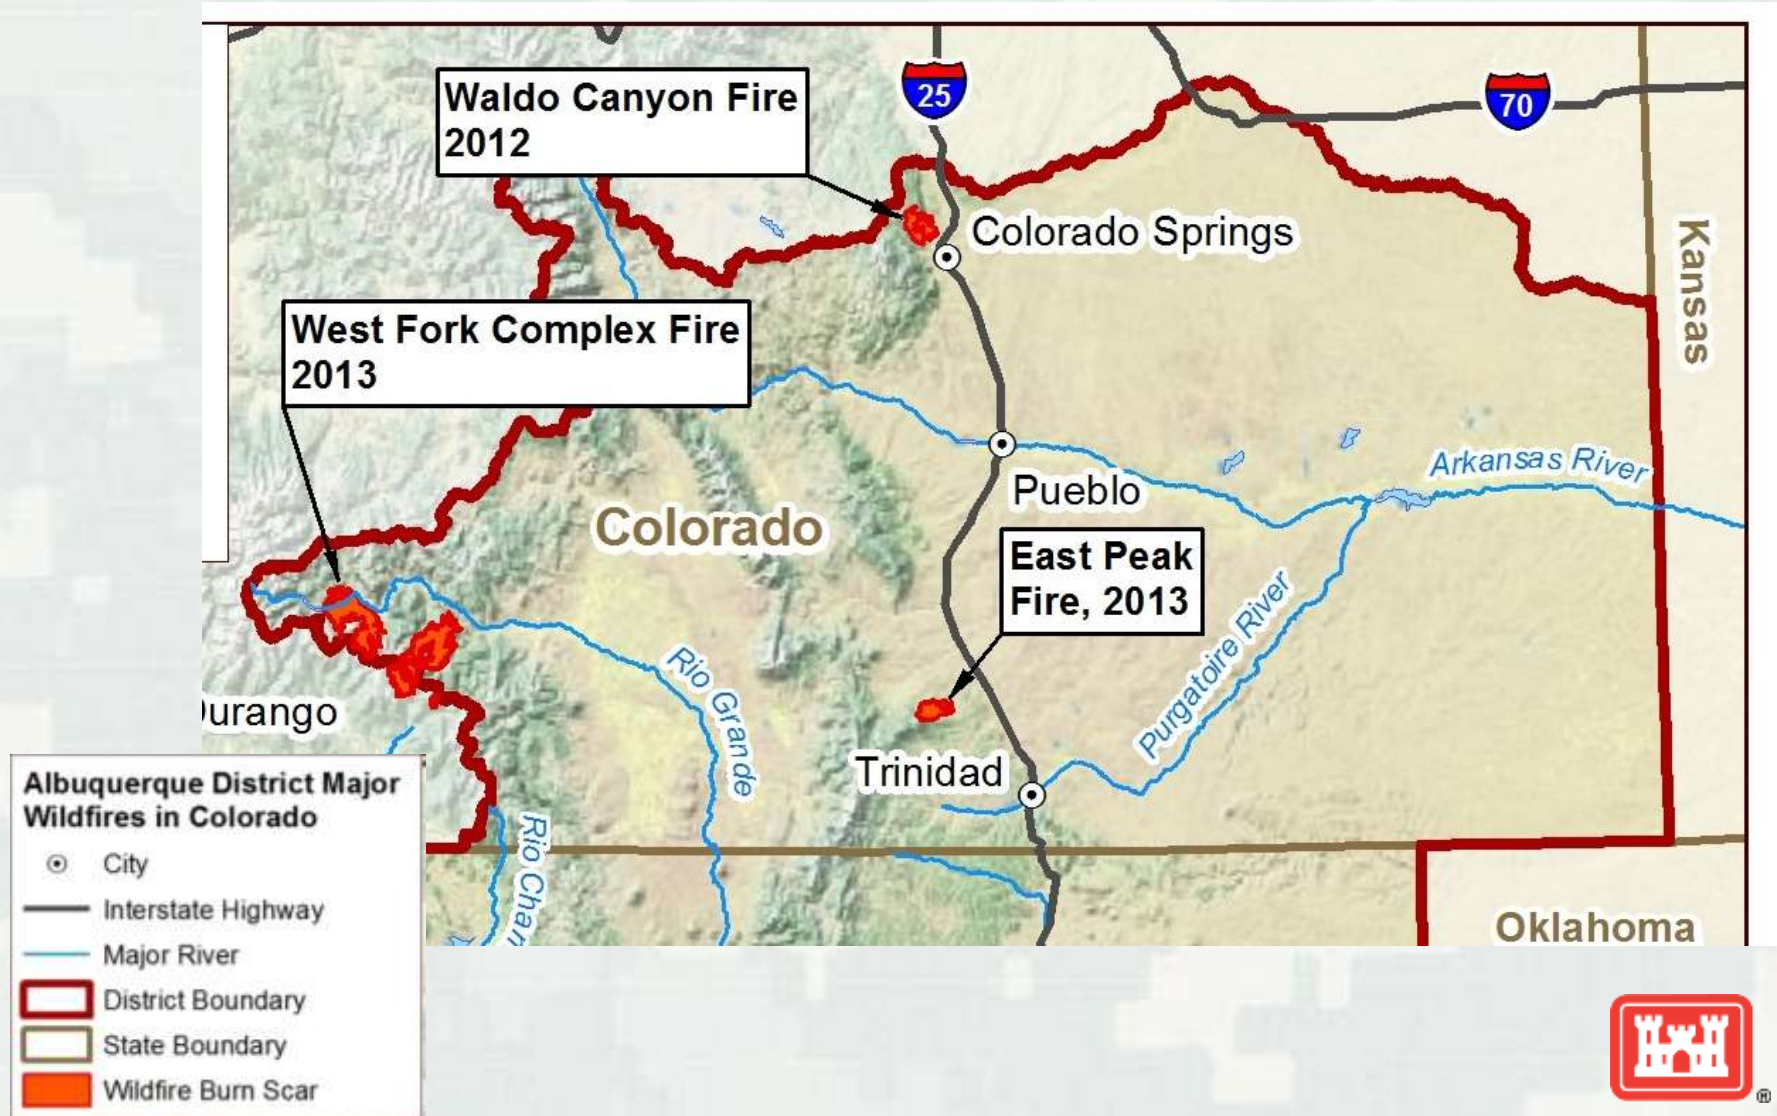 Waldo Canyon Fire
2012
25
70
Colorado Springs
Kansas
West Fork Complex Fire
2013
Arkansas River
Pueblo
Colorado
East Peak
Fire, 2013
Purgatoire River
Rio Grande
urango
Trinidad
Rio Chan
Oklahoma
Albuquerque District Major
Wildfires in Colorado
City
Interstate Highway
Major River
District Boundary
State Boundary
Wildfire Burn Scar
®